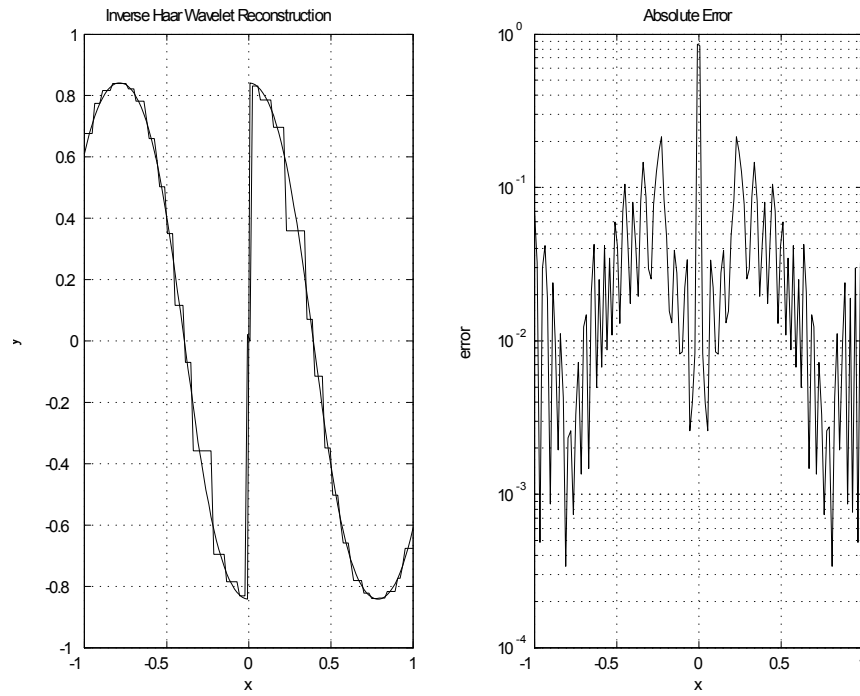 Inverse Haar Wavelet Reconstruction
1
0.8
0.6
0.4
0.2
0
-0.2
-0.4
-0.6
-0.8
-1
y
-1 -0.5 0 0.5 1
x
Absolute Error
10^0
10^-1
10^-2
10^-3
10^-4
error
-1 -0.5 0 0.5 1
x